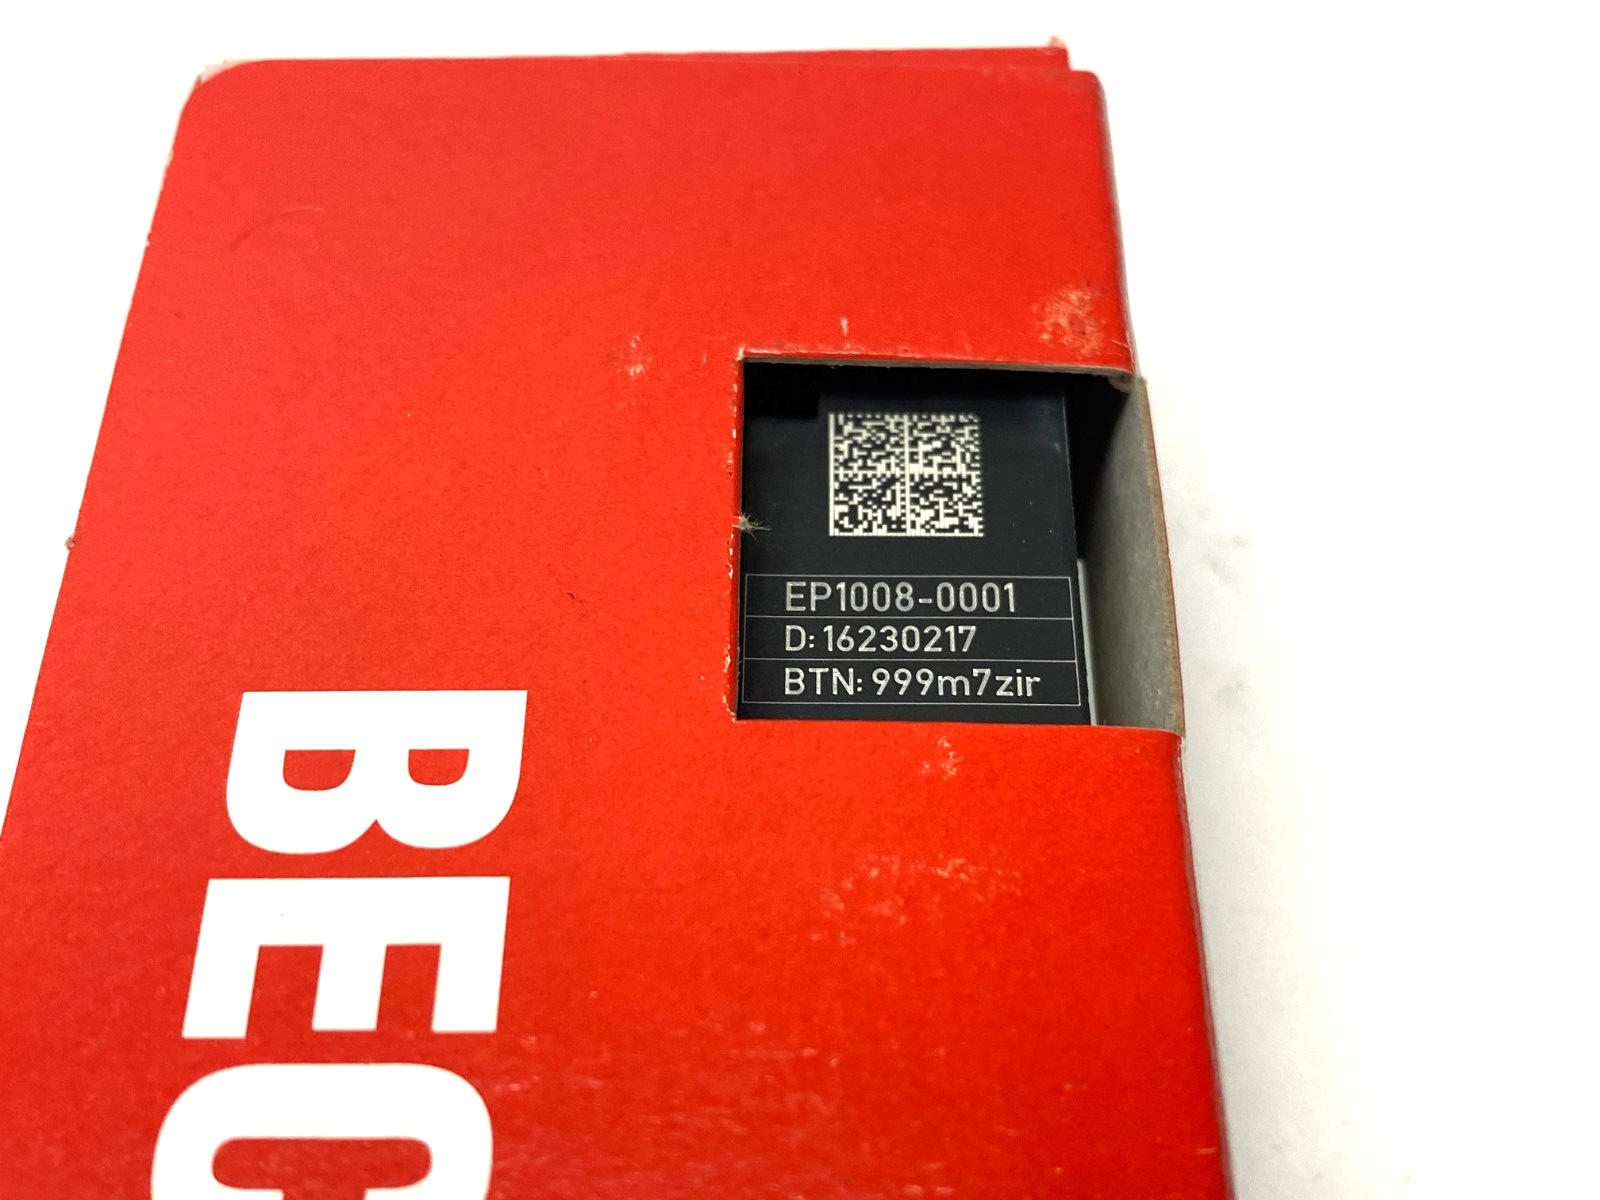 EP1008-0001
D: 16230217
BTN: 999m7zir
BEC